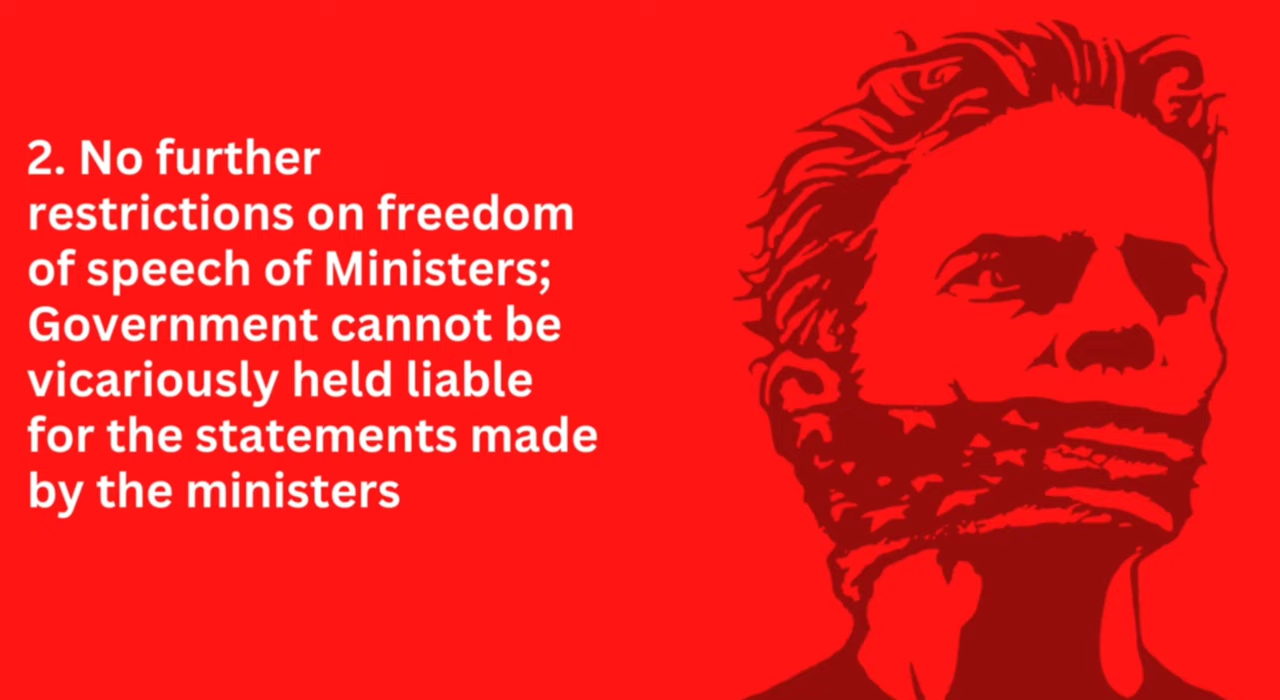 2. No further
restrictions on freedom
of speech of Ministers;
Government cannot be
vicariously held liable
for the statements made
by the ministers